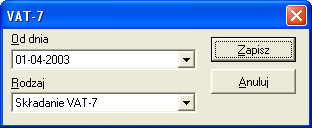 VAT-7
Od dnia
01-04-2003
Zapisz
Anuluj
Rodzaj
Składanie VAT-7